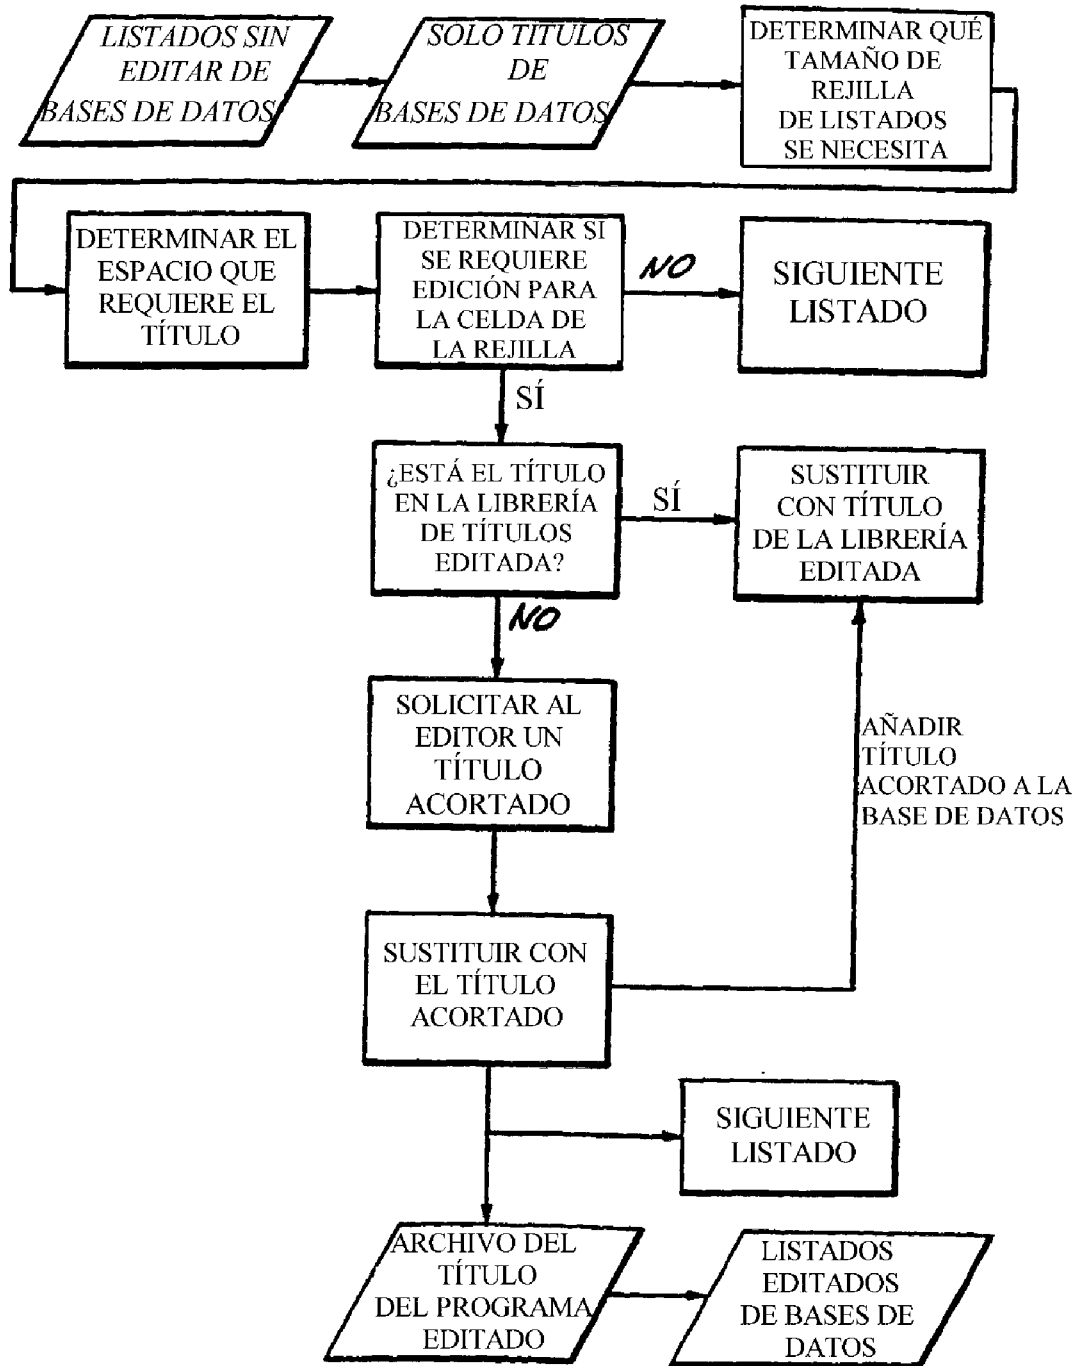 LISTADOS SIN
EDITAR DE
BASES DE DATOS
SOLO TITULOS
DE
BASES DE DATOS
DETERMINAR QUÉ
TAMAÑO DE
REJILLA
DE LISTADOS
SE NECESITA
DETERMINAR EL
ESPACIO QUE
REQUIERE EL
TÍTULO
DETERMINAR SI
SE REQUIERE
EDICIÓN PARA
LA CELDA DE
LA REJILLA
NO
SIGUIENTE
LISTADO
SÍ
¿ESTÁ EL TÍTULO
EN LA LIBRERÍA
DE TÍTULOS
EDITADA?
SÍ
SUSTITUIR
CON TÍTULO
DE LA LIBRERÍA
EDITADA
NO
SOLICITAR AL
EDITOR UN
TÍTULO
ACORTADO
AÑADIR
TÍTULO
ACORTADO A LA
BASE DE DATOS
SUSTITUIR CON
EL TÍTULO
ACORTADO
SIGUIENTE
LISTADO
ARCHIVO DEL
TÍTULO
DEL PROGRAMA
EDITADO
LISTADOS
EDITADOS
DE BASES DE
DATOS